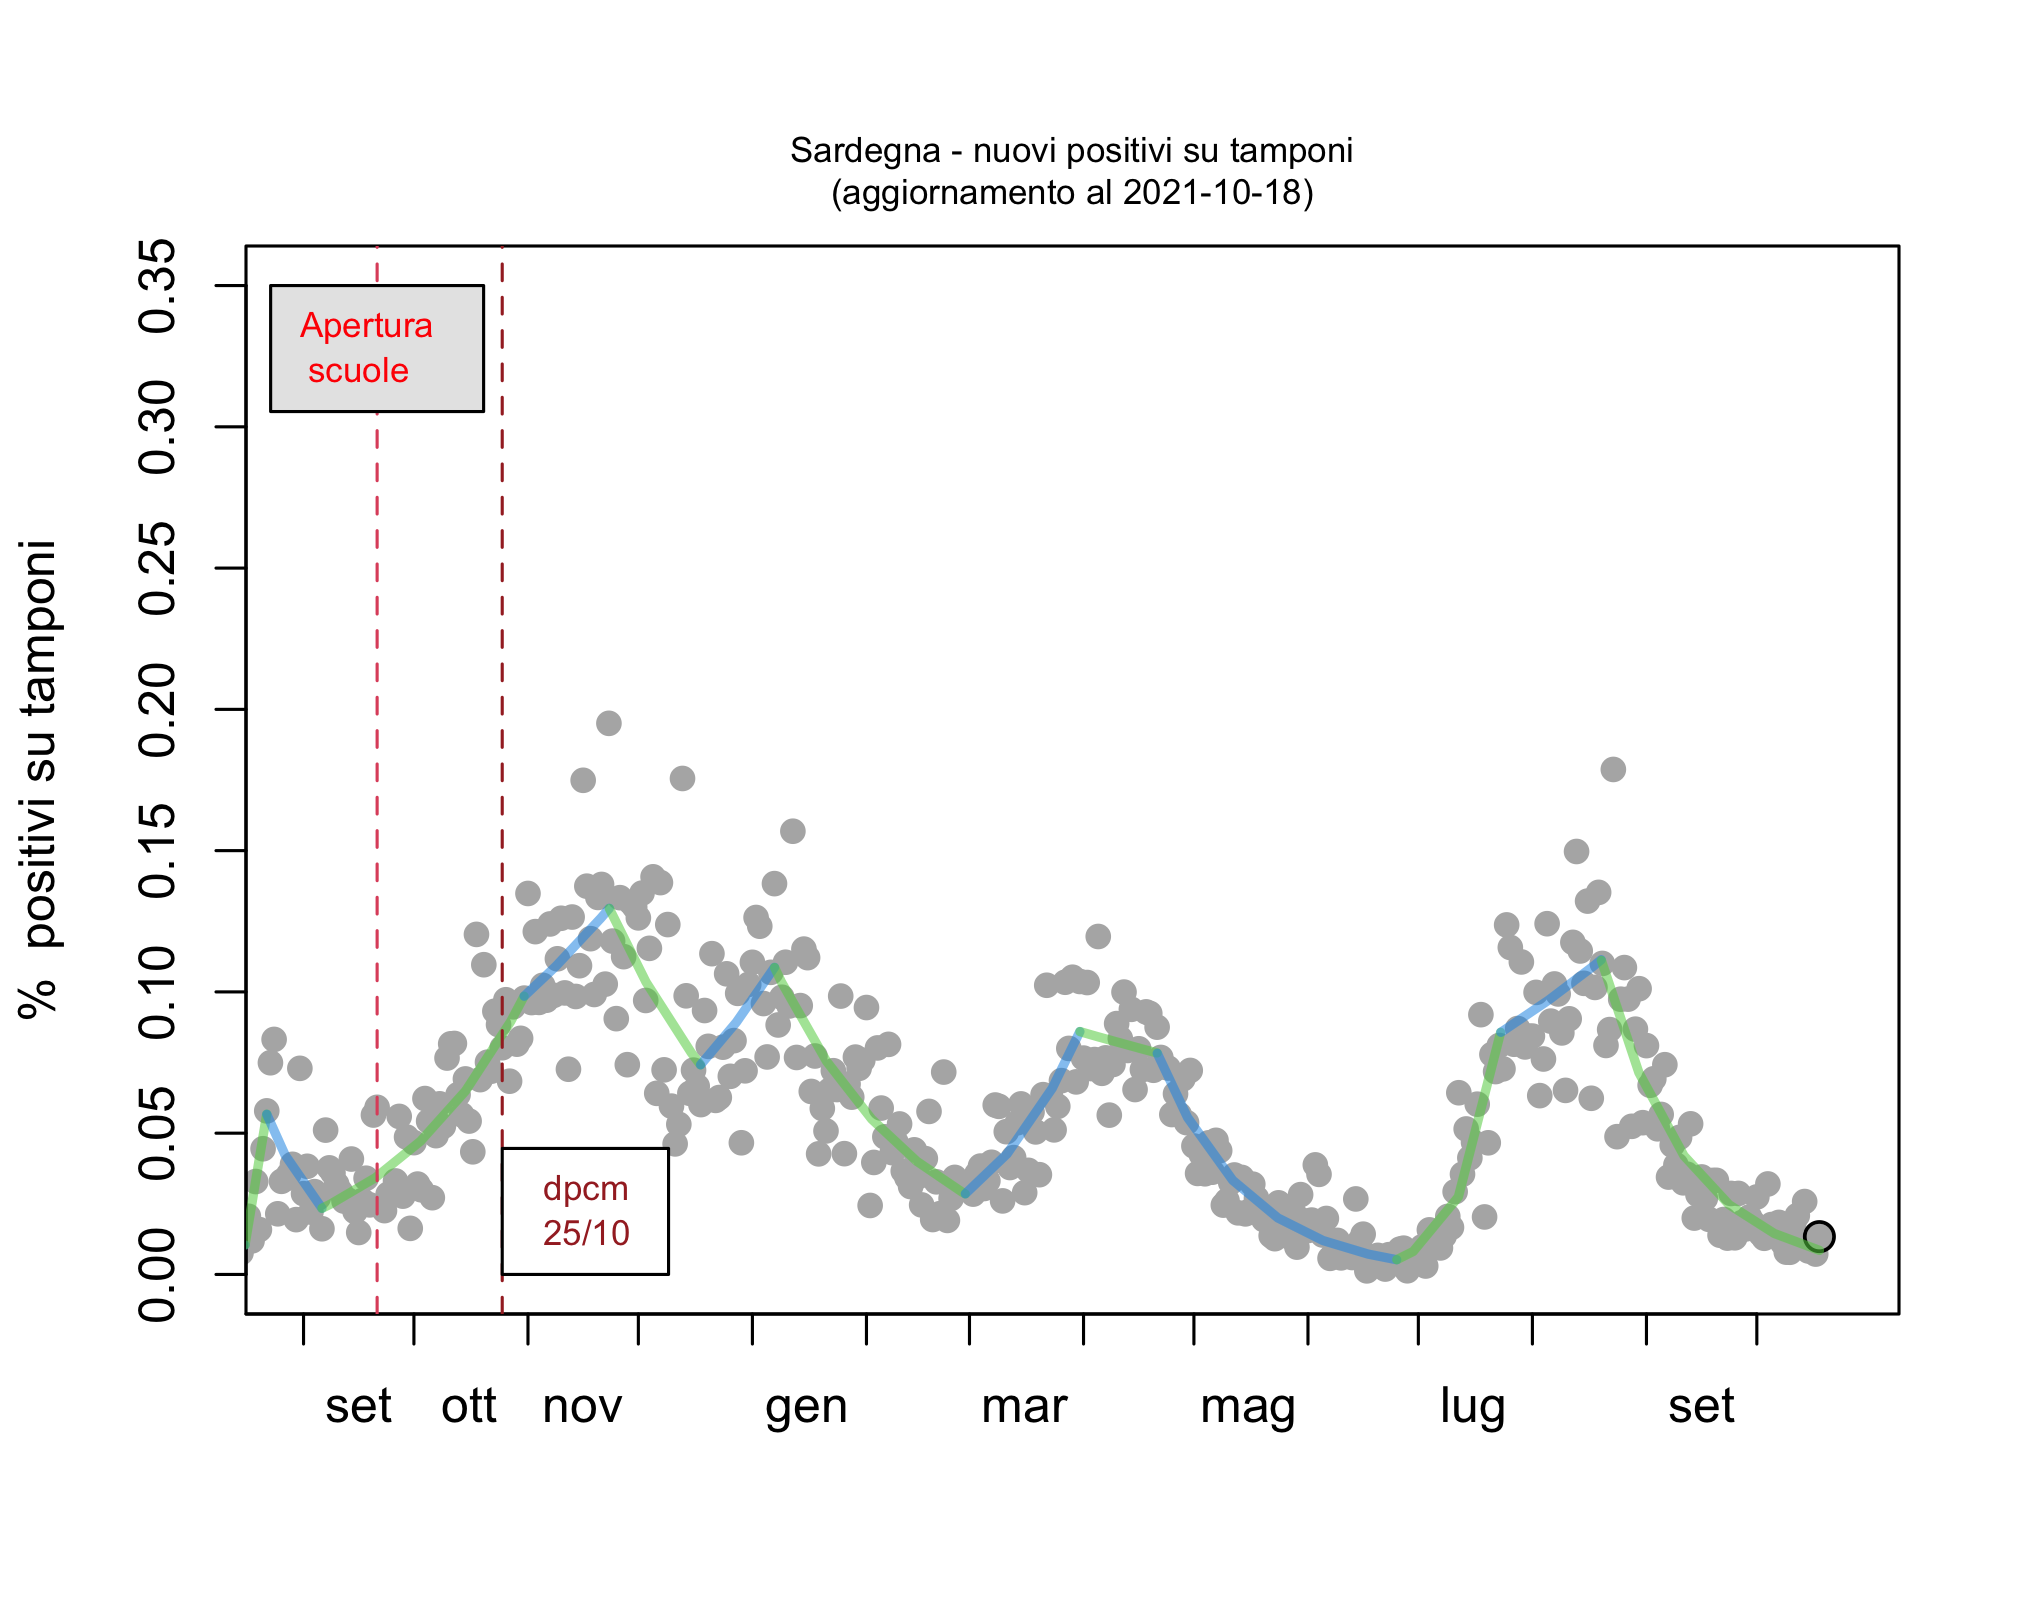 Sardegna - nuovi positivi su tamponi
(aggiornamento al 2021-10-18)
% positivi su tamponi
0.35
0.30
0.25
0.20
0.15
0.10
0.05
0.00
Apertura
scuole
dpcm
25/10
set ott nov gen mar mag lug set